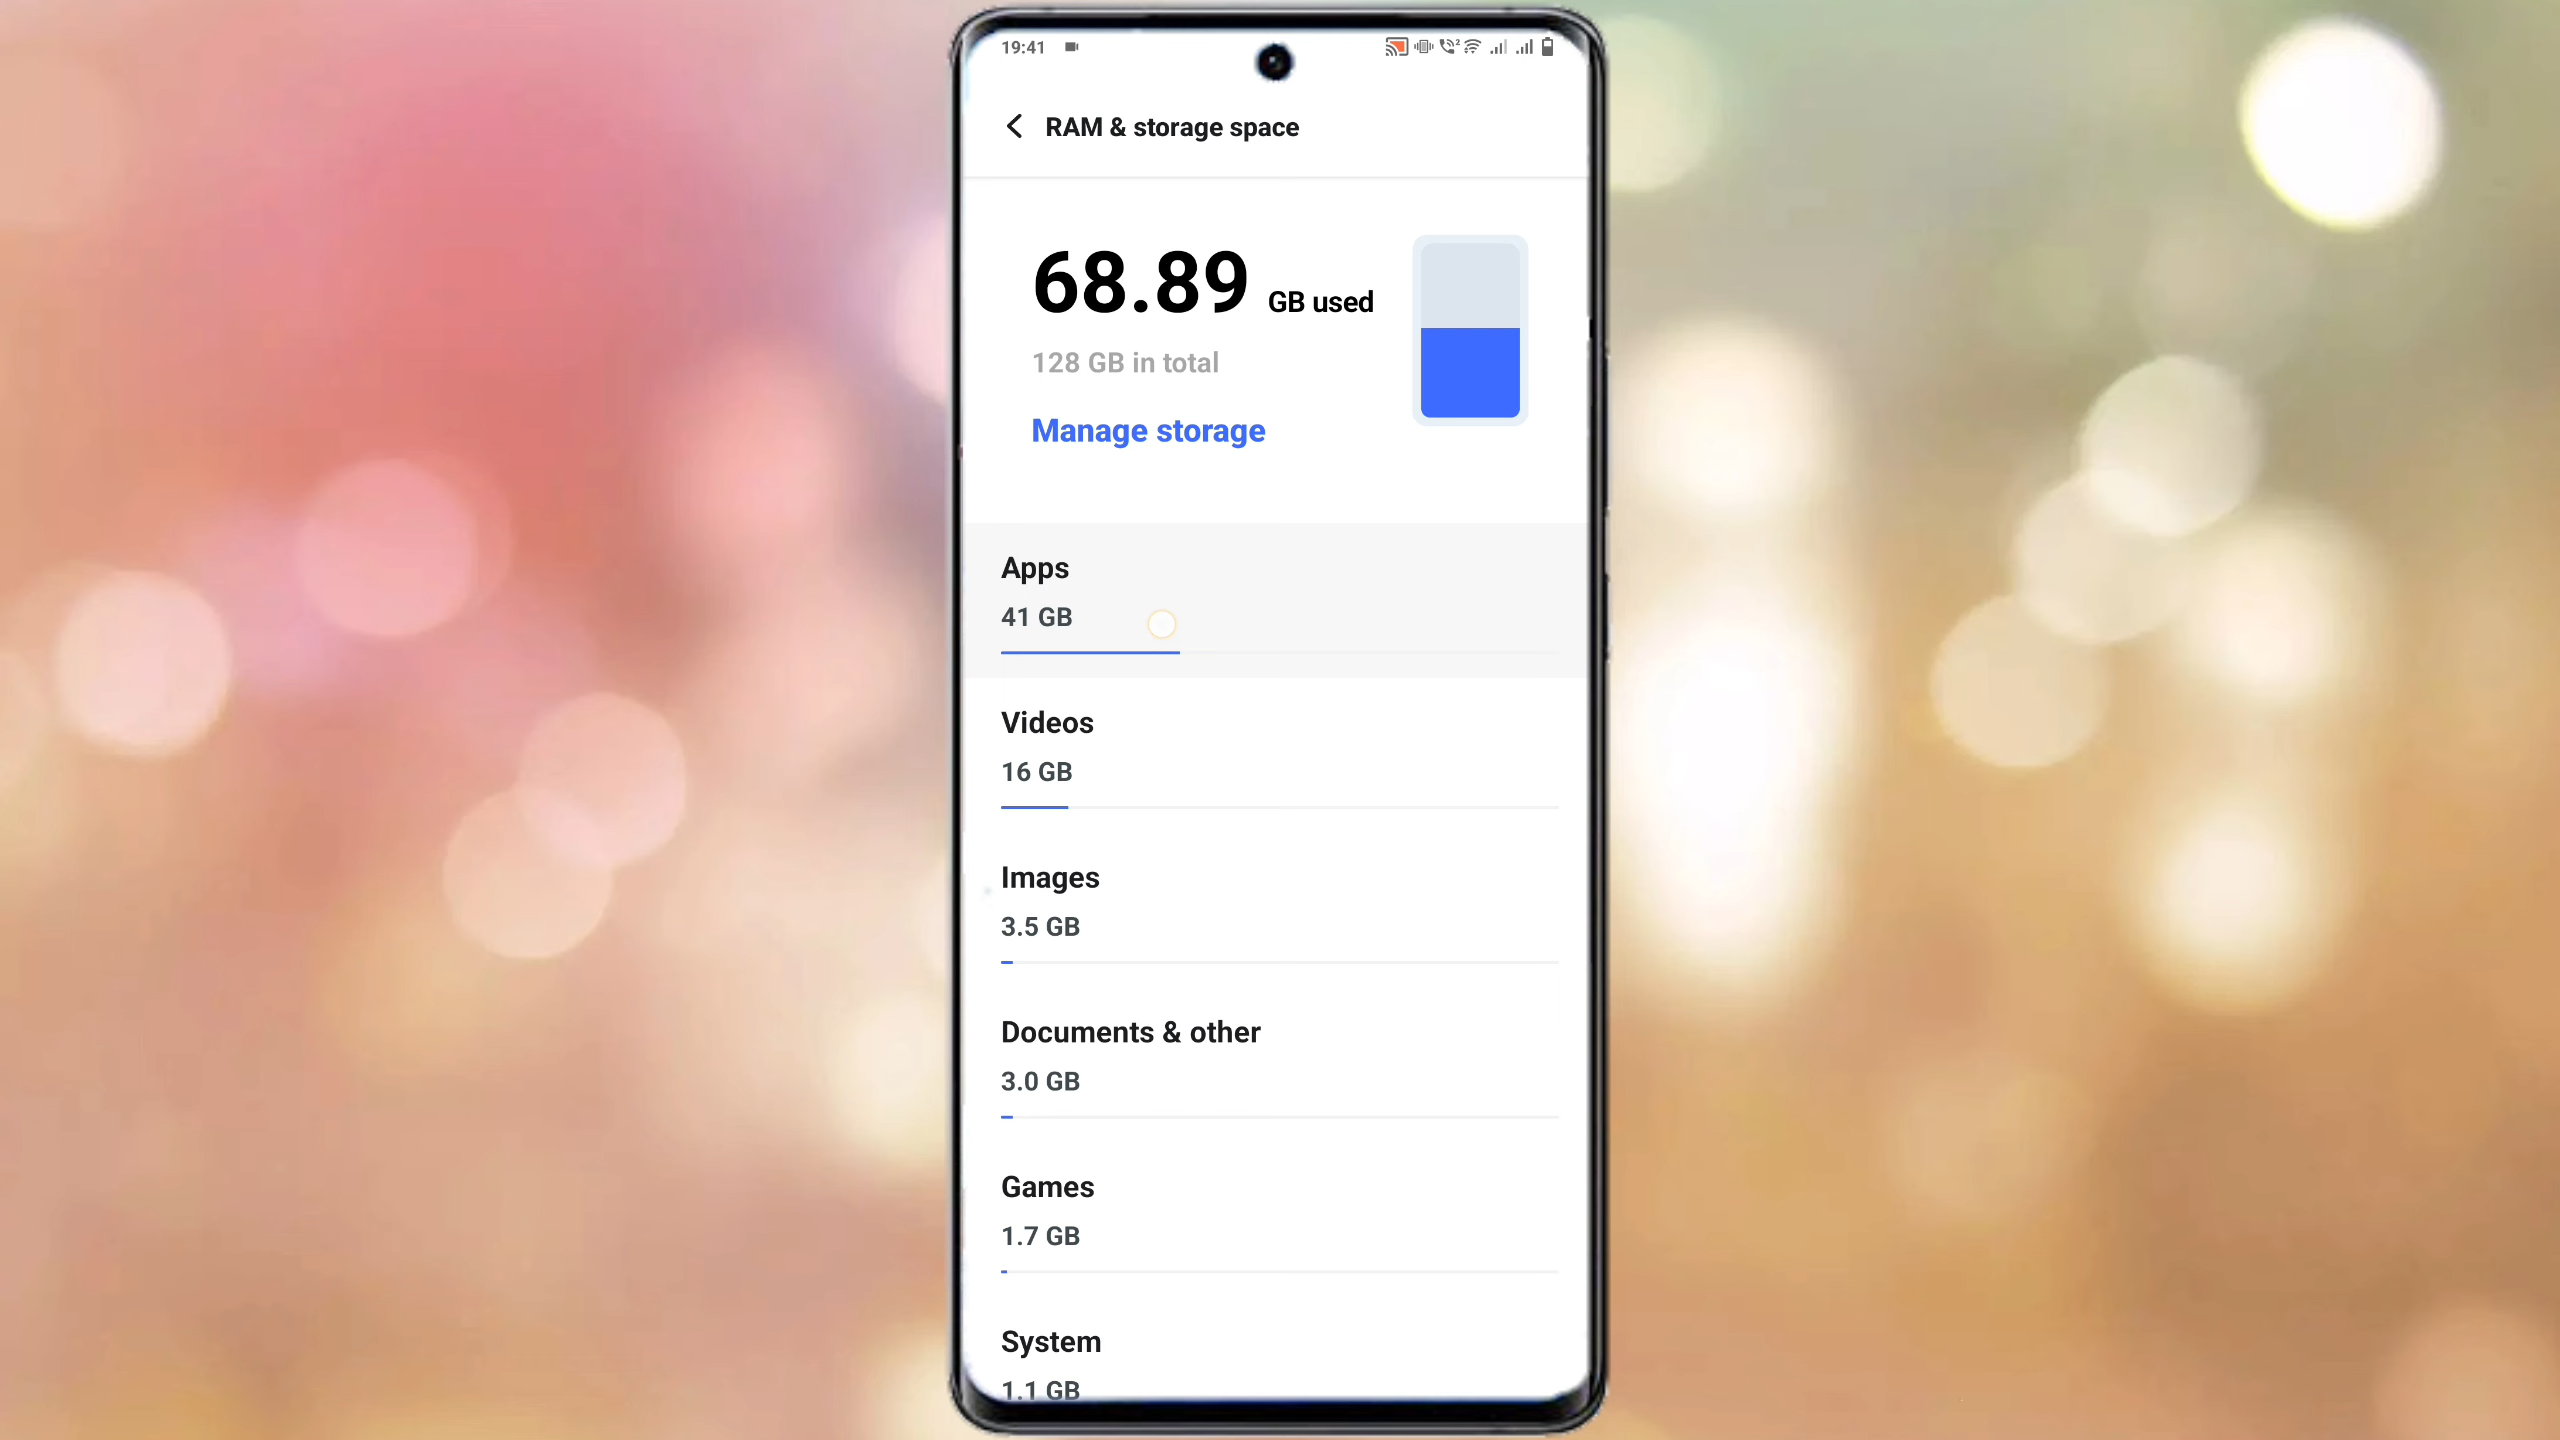 19:41
RAM & storage space
68.89 GB used
128 GB in total
Manage storage
Apps
41 GB
Videos
16 GB
Images
3.5 GB
Documents & other
3.0 GB
Games
1.7 GB
System
1.1 GB